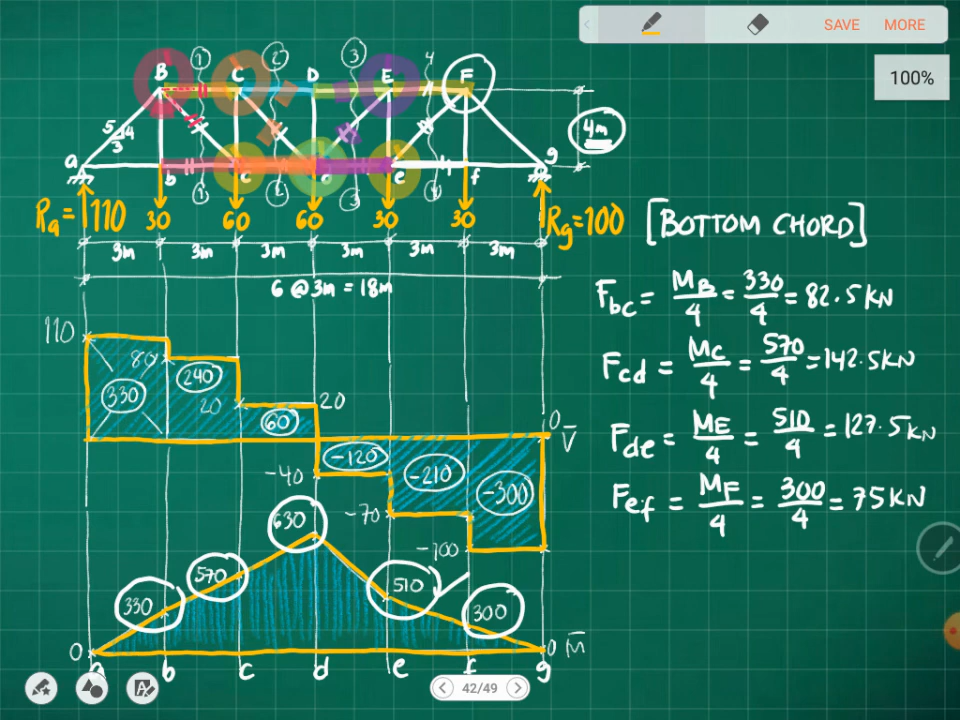 SAVE MORE
100%
① ② ③ 4
B C D E F
5 4
3
4m
a b c d e f g
① ② ③ ④
Ra = 110 30 60 60 30 30 Rg = 100
3m 3m 3m 3m 3m 3m
6 @ 3m = 18m
[BOTTOM CHORD]
Fbc = MB/4 = 330/4 = 82.5 KN
Fcd = MC/4 = 570/4 = 142.5 KN
Fde = ME/4 = 510/4 = 127.5 KN
Fef = MF/4 = 300/4 = 75 KN
110
80
330 240
20 60 20
0 V
-120
-40
-210 -300
-70
-100
630
570 510
330 300
0 0 M
a b c d e f g
42/49